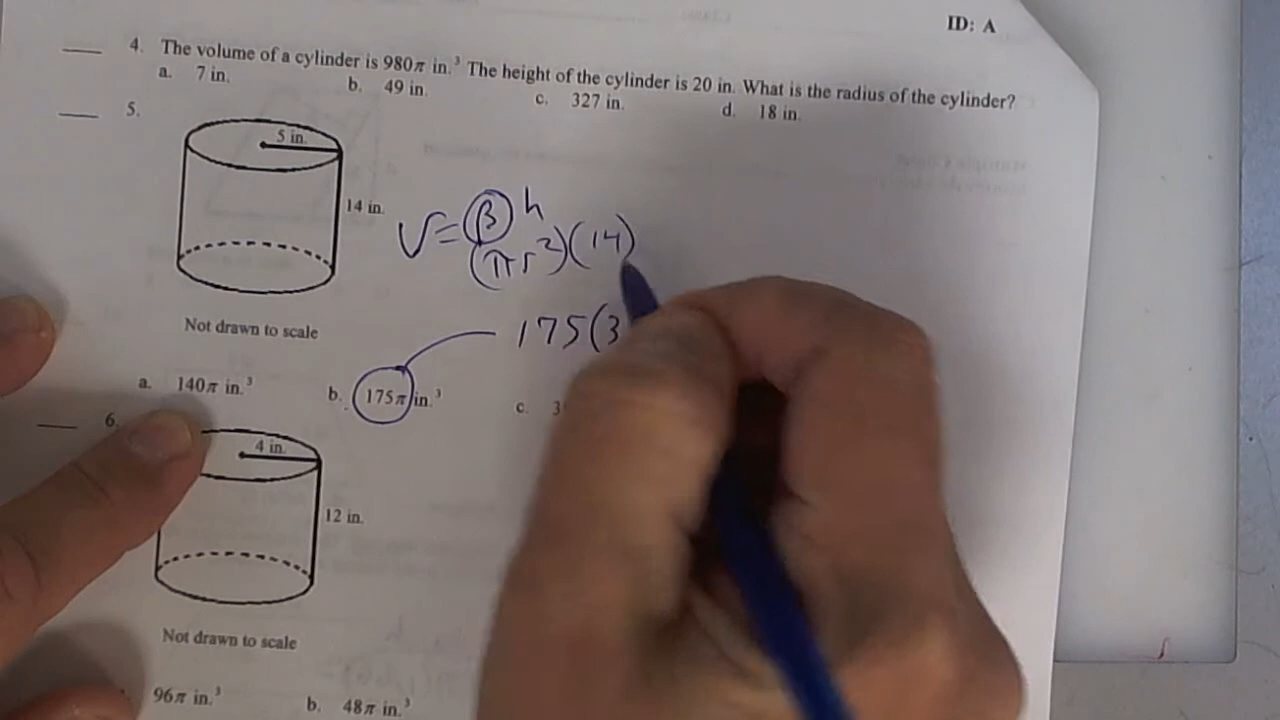 ID: A
4. The volume of a cylinder is 980π in.³ The height of the cylinder is 20 in. What is the radius of the cylinder?
a. 7 in. b. 49 in. c. 327 in. d. 18 in.
5.
5 in.
14 in.
V=Bh
(πr²)(14)
Not drawn to scale
175(3
a. 140π in.³ b. 175π in.³ c. 3
6.
4 in.
12 in.
Not drawn to scale
96π in.³ b. 48π in.³